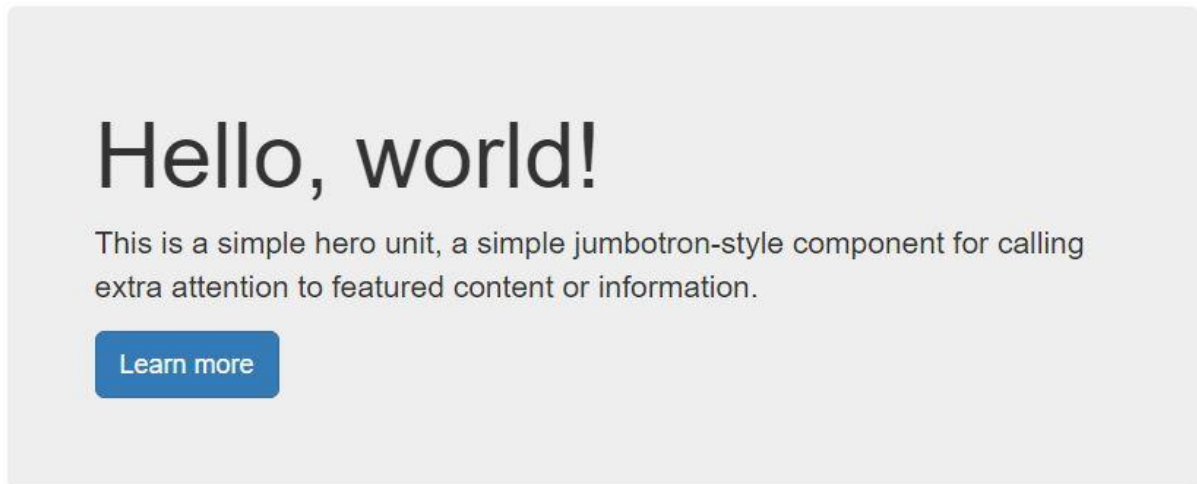 Hello, world!
This is a simple hero unit, a simple jumbotron-style component for calling
extra attention to featured content or information.
Learn more